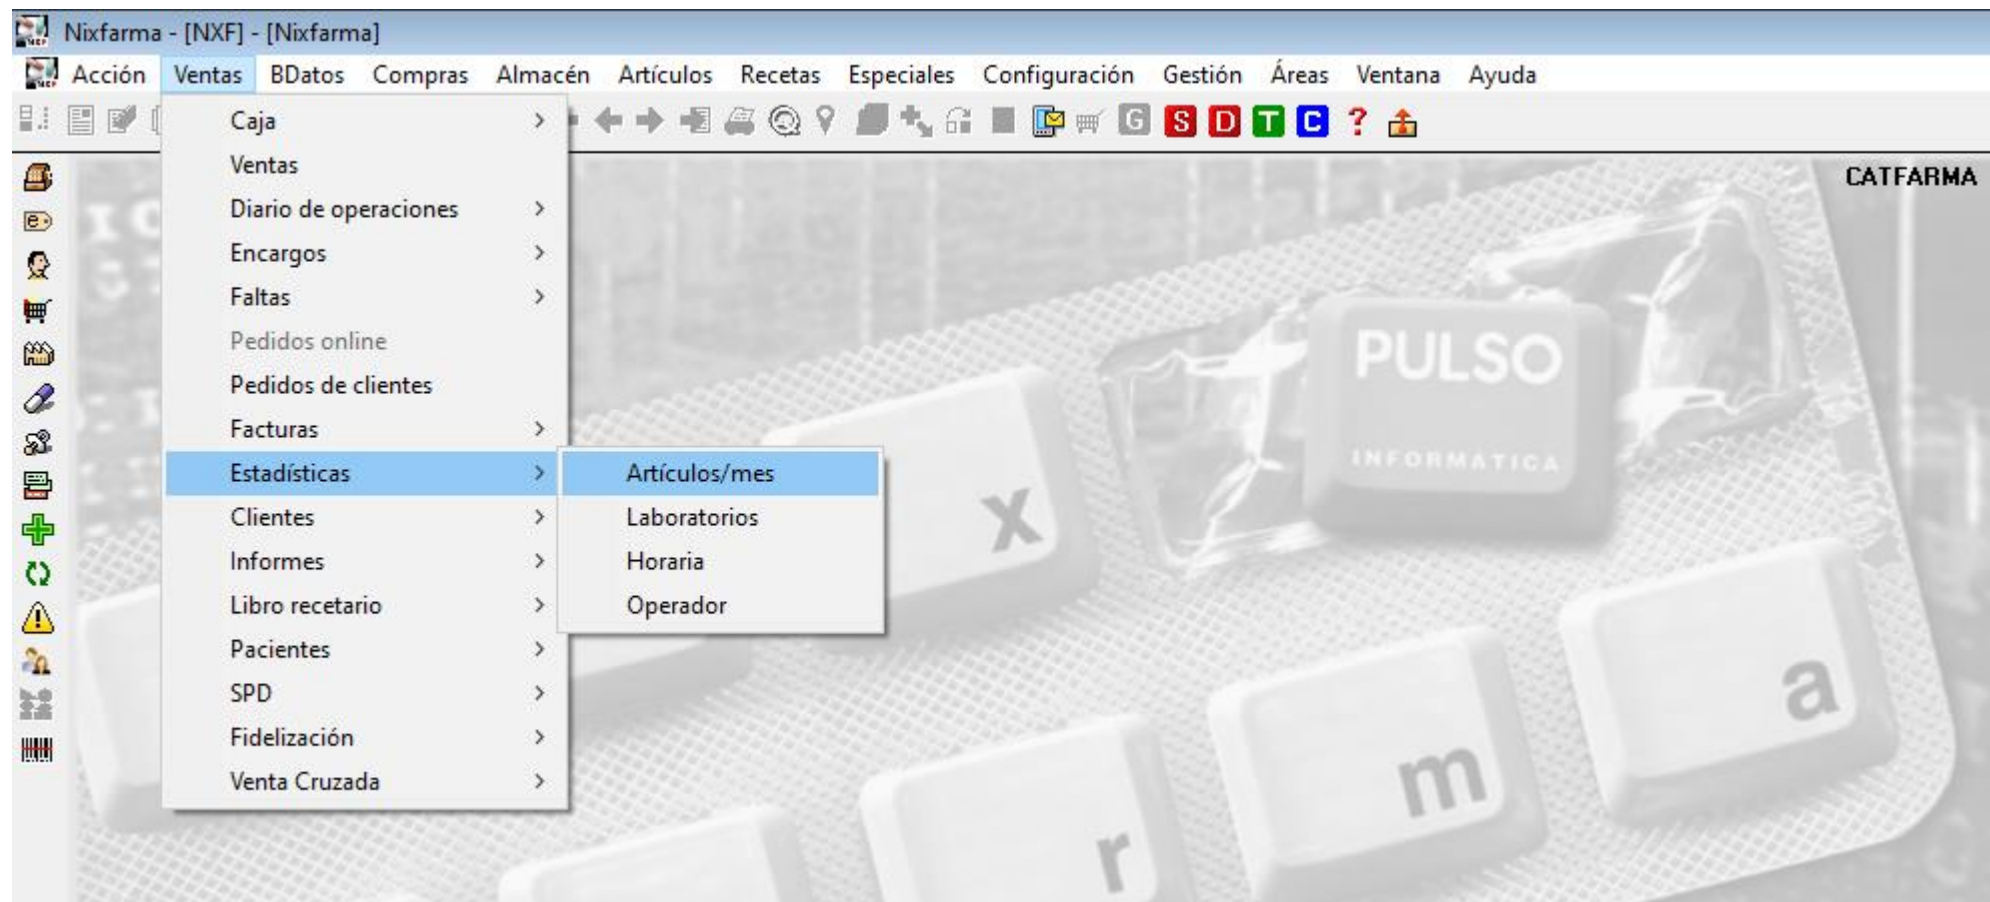 Nixfarma - [NXF] - [Nixfarma]
Acción Ventas BDatos Compras Almacén Artículos Recetas Especiales Configuración Gestión Áreas Ventana Ayuda
G S D T C ?
CATFARMA
Caja
Ventas
Diario de operaciones
Encargos
Faltas
Pedidos online
Pedidos de clientes
Facturas
Estadísticas
Clientes
Informes
Libro recetario
Pacientes
SPD
Fidelización
Venta Cruzada
Artículos/mes
Laboratorios
Horaria
Operador
PULSO
INFORMATICA
x
a
m
r